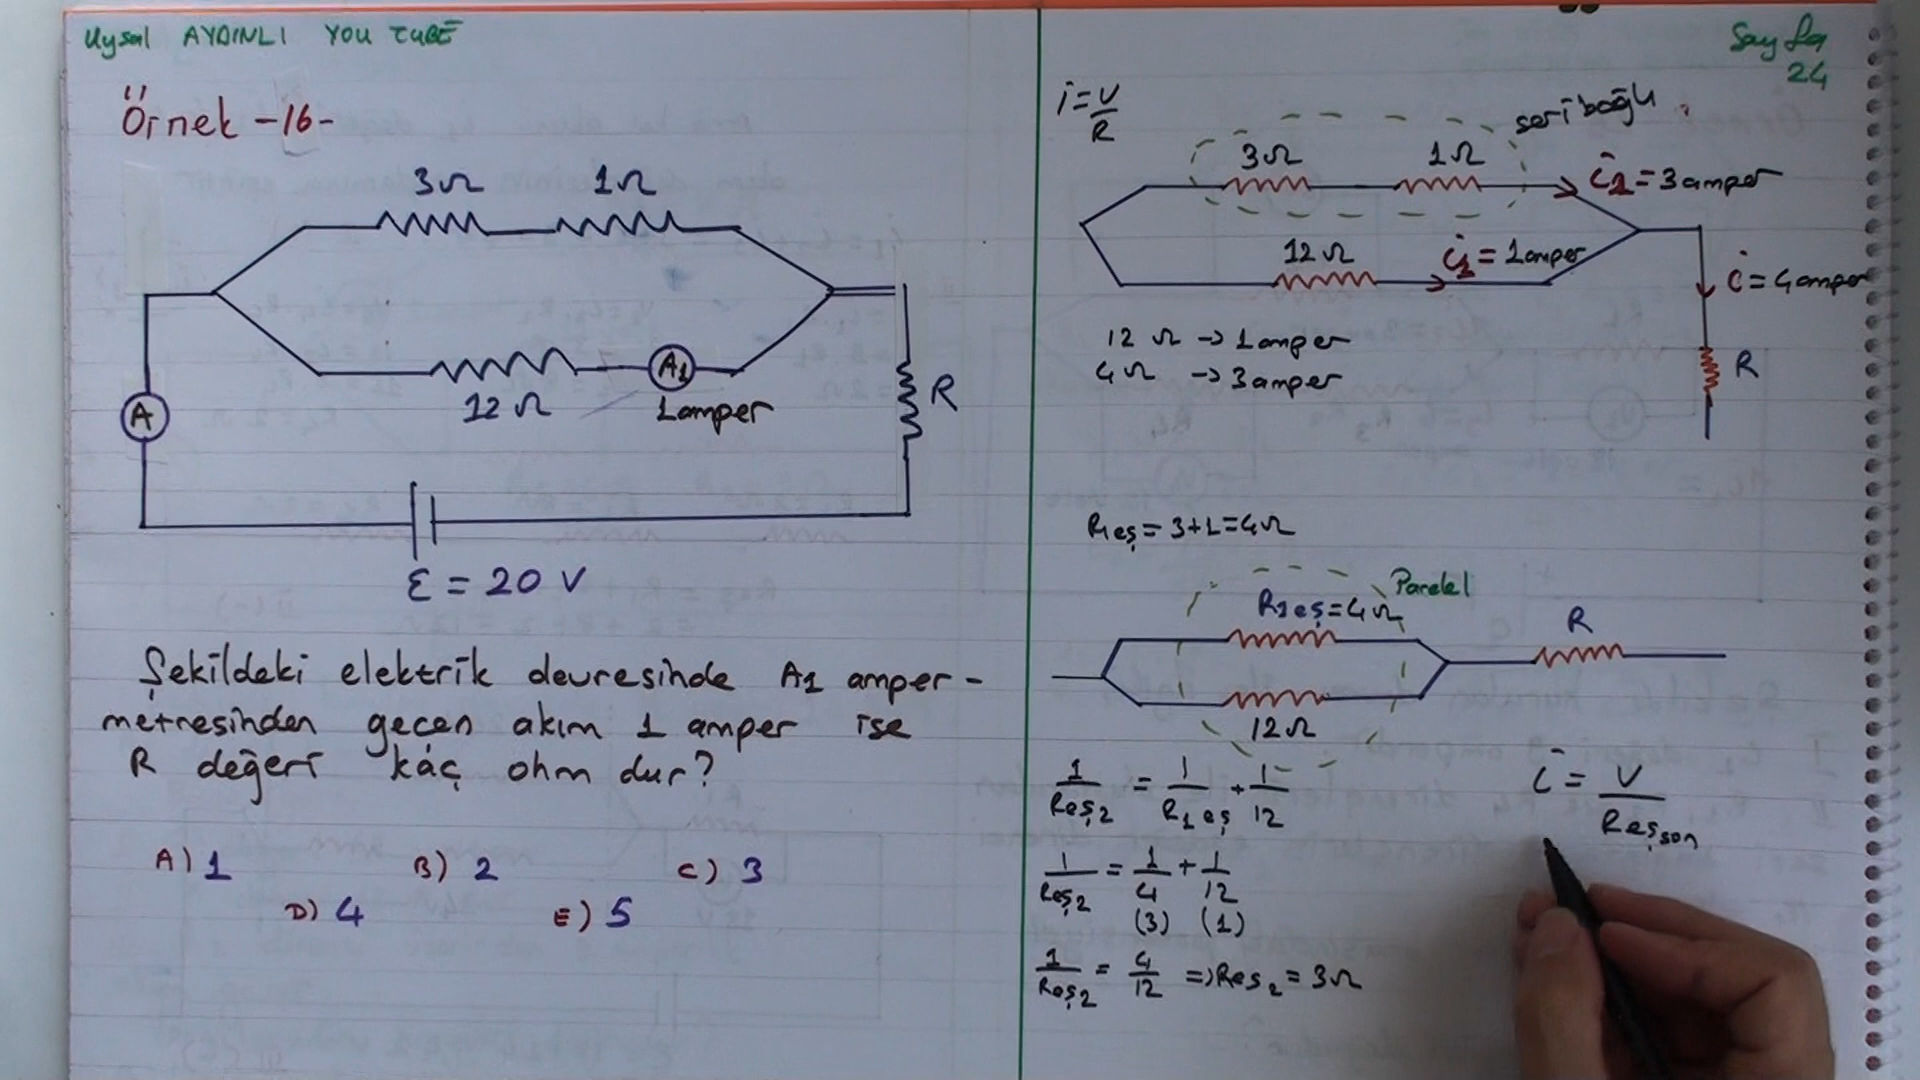 Uysal AYDINLI YOU TUBE
Örnek -16-
3Ω 1Ω
12Ω
A1
1amper
A
R
ε = 20 V
Şekildeki elektrik devresinde A1 amper-
metresinden geçen akım 1 amper ise
R değeri kaç ohm dur?
A) 1 B) 2 C) 3
D) 4 E) 5
Sayfa
24
i = V/R
seri bağlı
3Ω 1Ω
i2 = 3amper
12Ω
i1 = 1amper
i = 4amper
R
12 Ω → 1amper
4 Ω → 3amper
R1eş = 3+1=4Ω
Paralel
R1eş=4Ω
R
12Ω
1/Reş2 = 1/R1eş + 1/12
1/Reş2 = 1/4 + 1/12
(3) (1)
1/Reş2 = 4/12 => Reş2 = 3Ω
i = V/Reşson